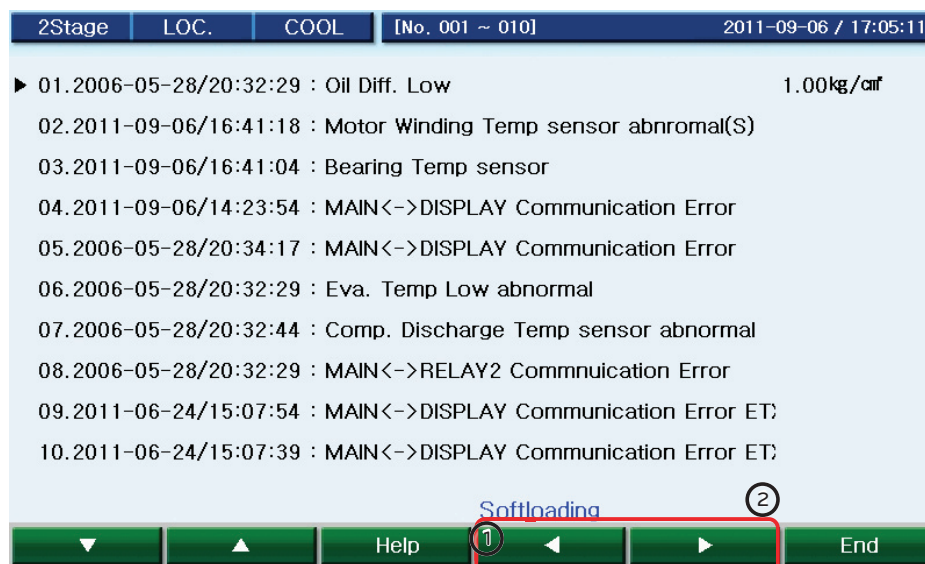 2Stage LOC. COOL [No. 001 ~ 010] 2011-09-06 / 17:05:11
▶ 01.2006-05-28/20:32:29 : Oil Diff. Low 1.00㎏/㎠
02.2011-09-06/16:41:18 : Motor Winding Temp sensor abnromal(S)
03.2011-09-06/16:41:04 : Bearing Temp sensor
04.2011-09-06/14:23:54 : MAIN<->DISPLAY Communication Error
05.2006-05-28/20:34:17 : MAIN<->DISPLAY Communication Error
06.2006-05-28/20:32:29 : Eva. Temp Low abnormal
07.2006-05-28/20:32:44 : Comp. Discharge Temp sensor abnormal
08.2006-05-28/20:32:29 : MAIN<->RELAY2 Commnuication Error
09.2011-06-24/15:07:54 : MAIN<->DISPLAY Communication Error
10.2011-06-24/15:07:39 : MAIN<->DISPLAY Communication Error
Softloading ②
▼ ▲ Help ① ◀ ▶ End